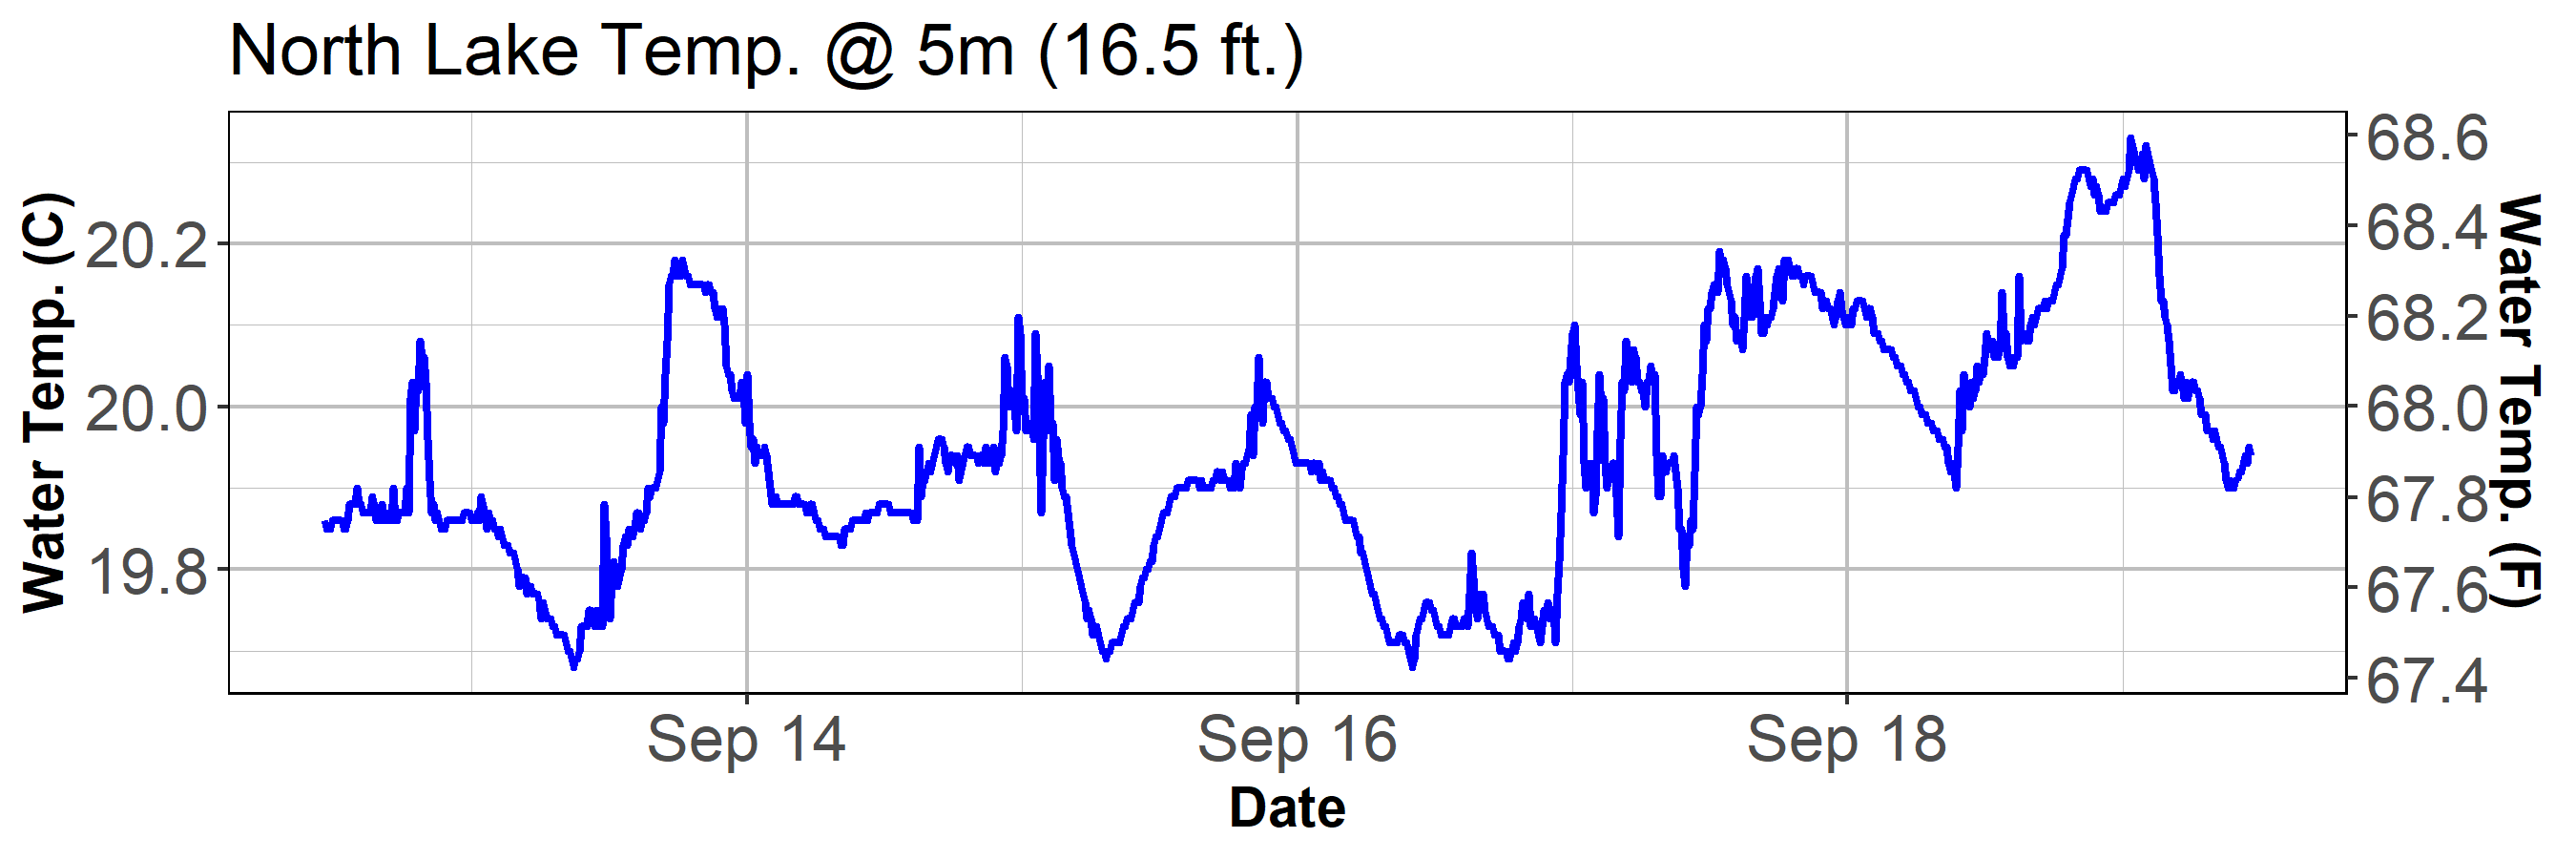 North Lake Temp. @ 5m (16.5 ft.)
Water Temp. (C)
20.2
20.0
19.8
68.6
68.4
68.2
68.0
67.8
67.6
67.4
Water Temp. (F)
Sep 14 Sep 16 Sep 18
Date